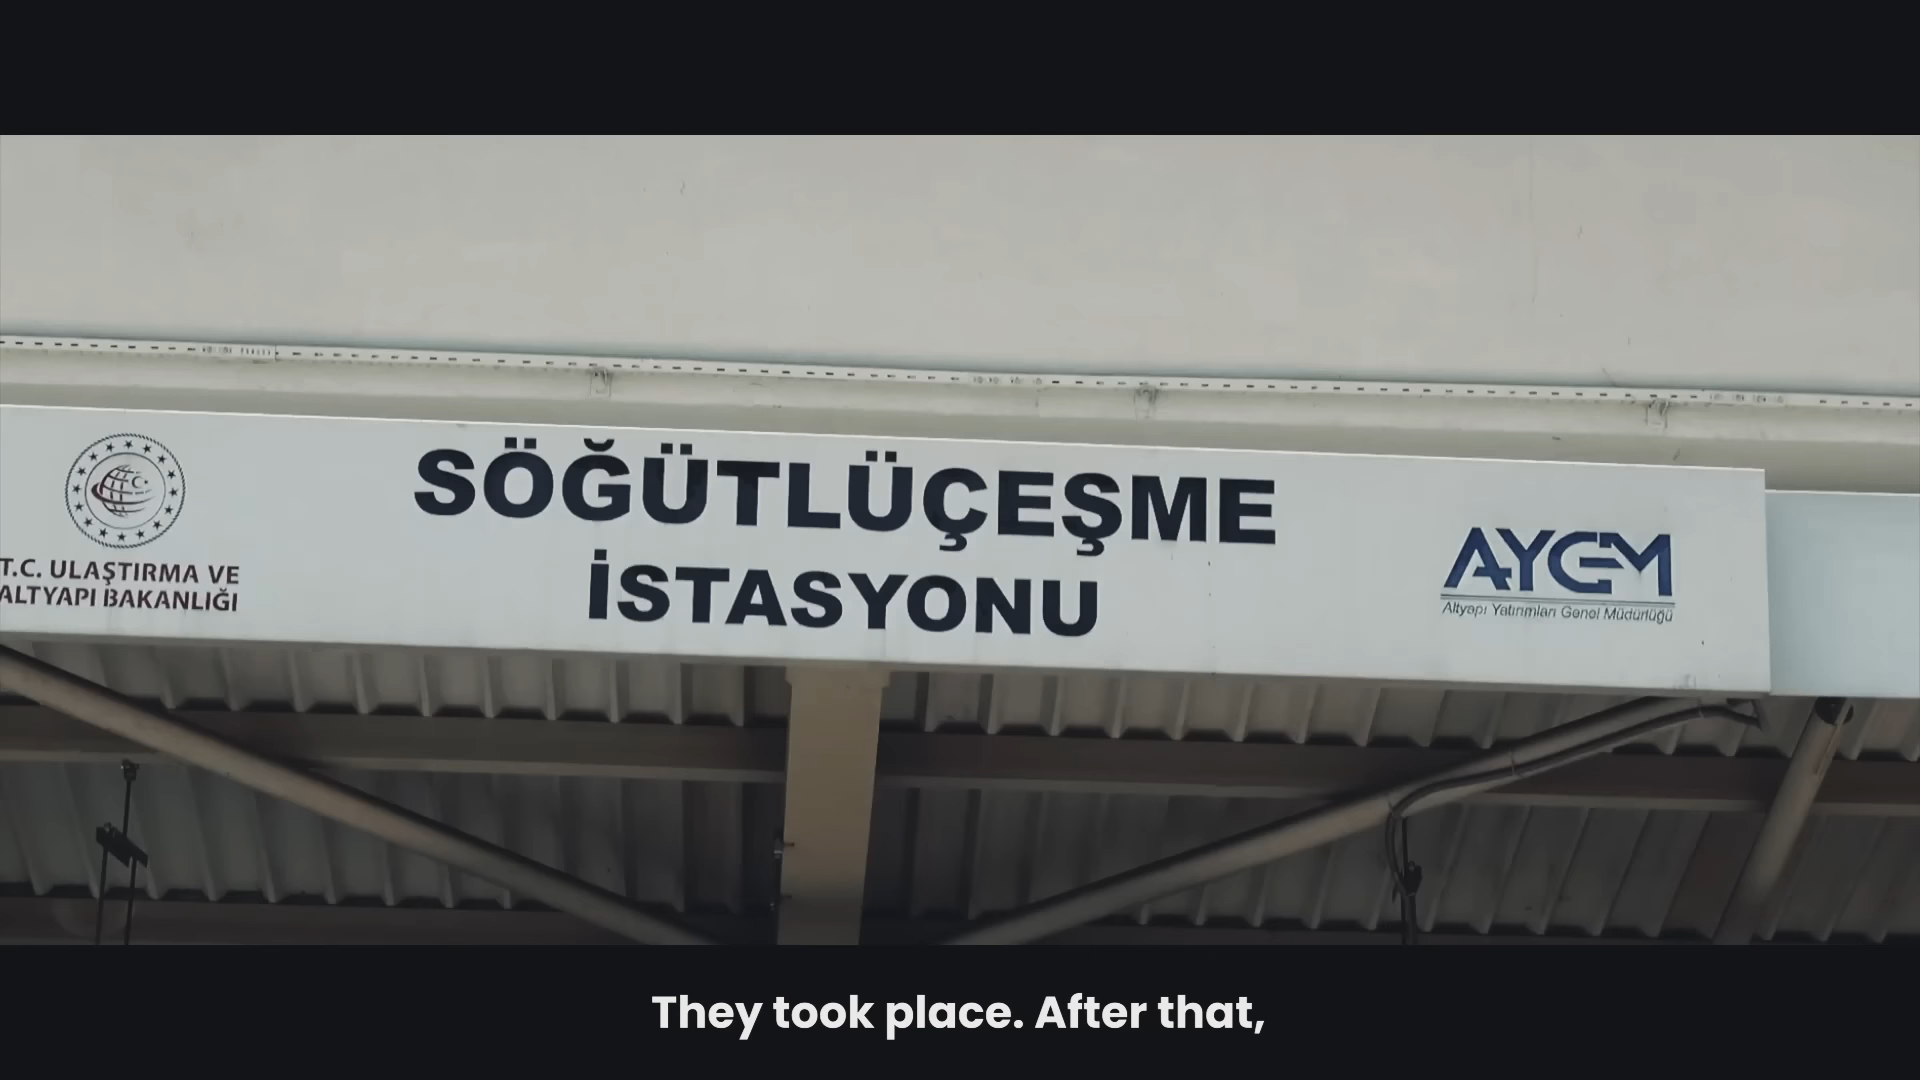 SÖĞÜTLÜÇEŞME
İSTASYONU
T.C. ULAŞTIRMA VE
ALTYAPI BAKANLIĞI
AYGM
Altyapı Yatırımları Genel Müdürlüğü
They took place. After that,